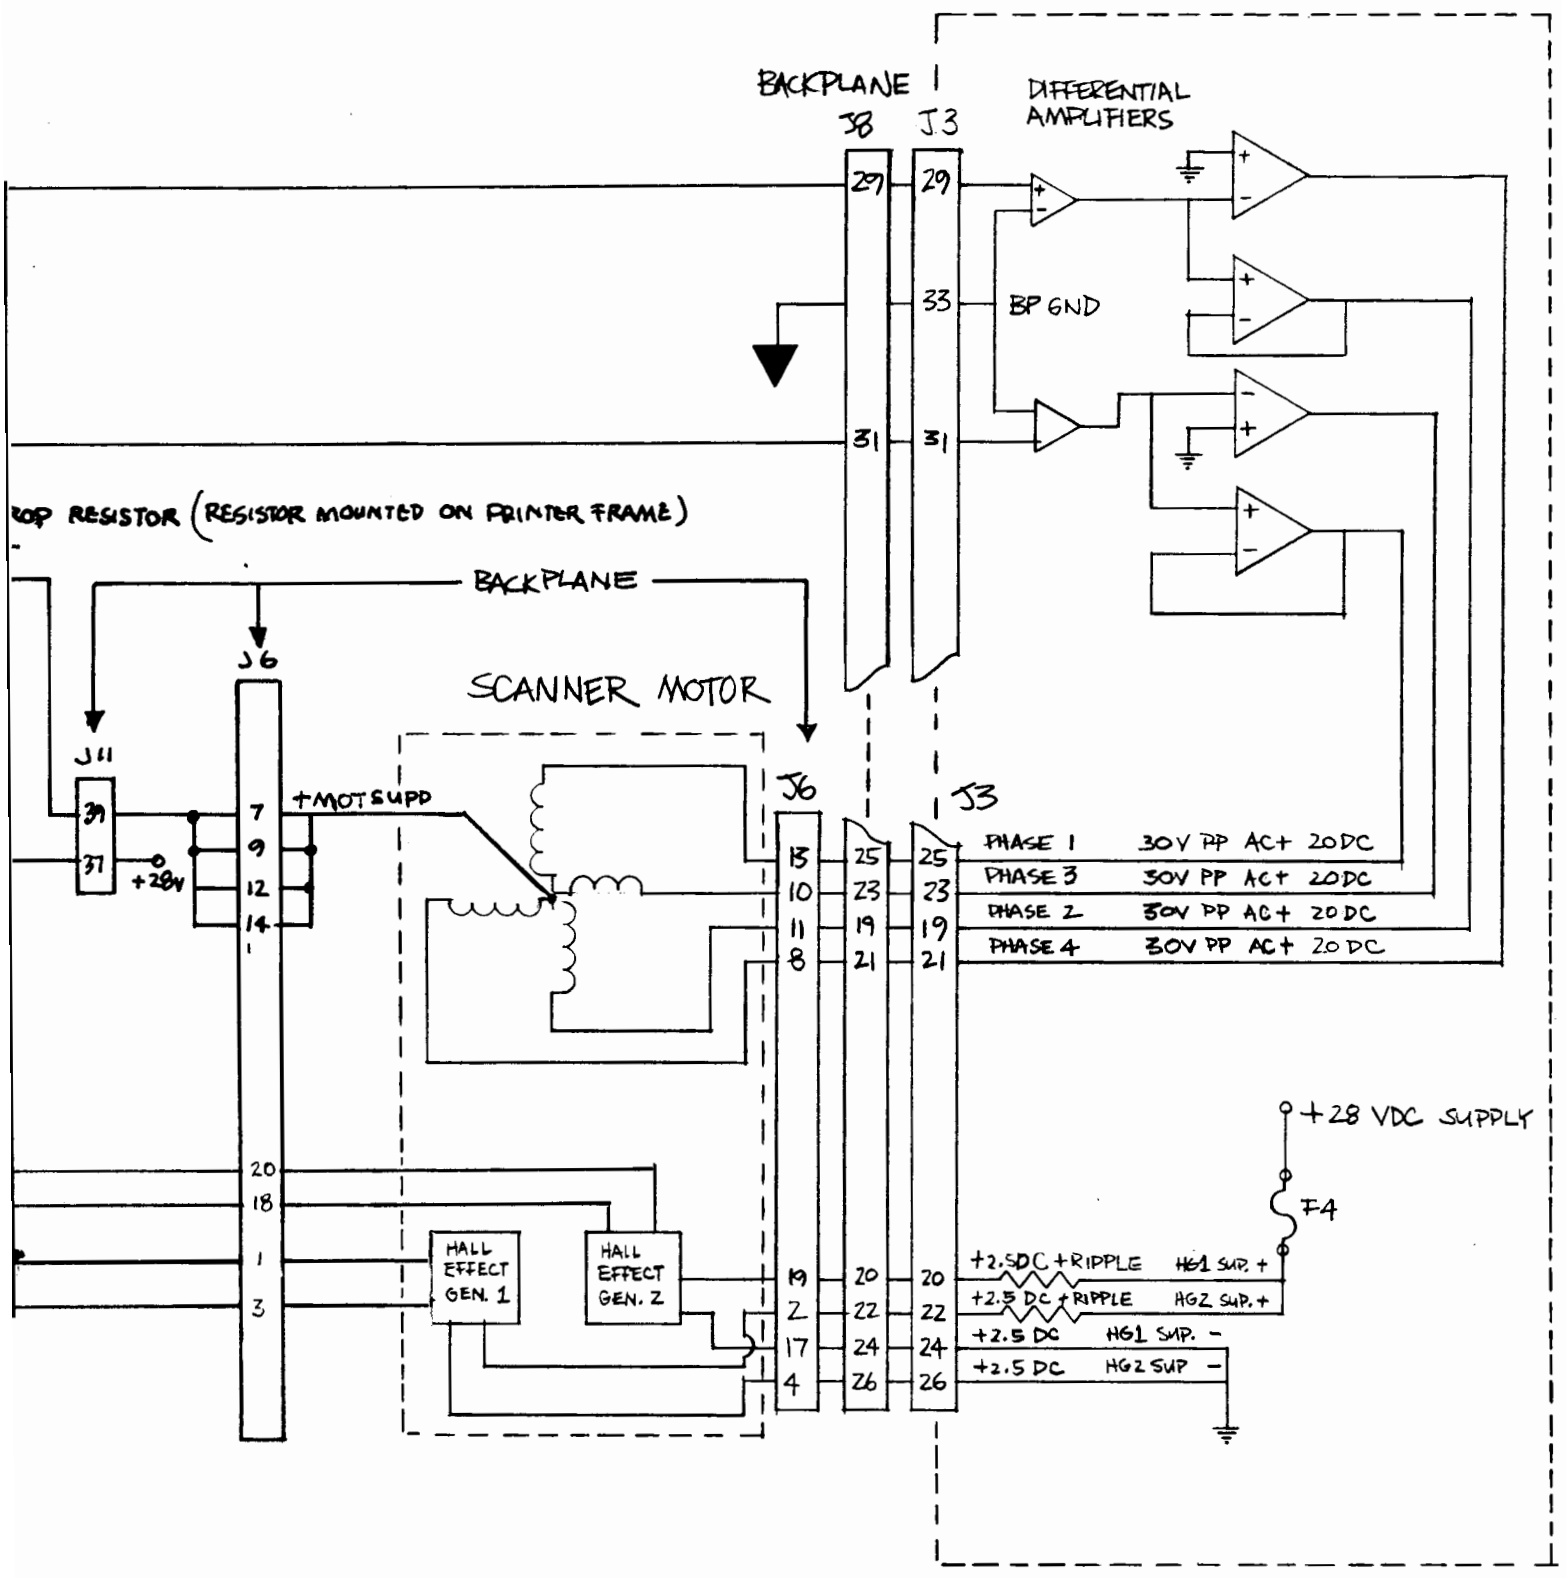 BACKPLANE
J8 J3
DIFFERENTIAL
AMPLIFIERS
29 29
+
-
+
-
33 BP GND
+
-
31 31
-
+
+
-
ROP RESISTOR (RESISTOR MOUNTED ON PRINTER FRAME)
BACKPLANE
J6
SCANNER MOTOR
J11
J6 J3
39 7 +MOT SUPP
37 +28V 9
12
14
13 25 25 PHASE 1 30V PP AC+ 20DC
10 23 23 PHASE 3 30V PP AC+ 20DC
11 19 19 PHASE 2 30V PP AC+ 20DC
8 21 21 PHASE 4 30V PP AC+ 20DC
+28 VDC SUPPLY
F4
20
18
1
3
HALL
EFFECT
GEN. 1
HALL
EFFECT
GEN. 2
19 20 20 +2.5DC +RIPPLE HG1 SUP. +
2 22 22 +2.5 DC +RIPPLE HG2 SUP. +
17 24 24 +2.5 DC HG1 SUP. -
4 26 26 +2.5 DC HG2 SUP -